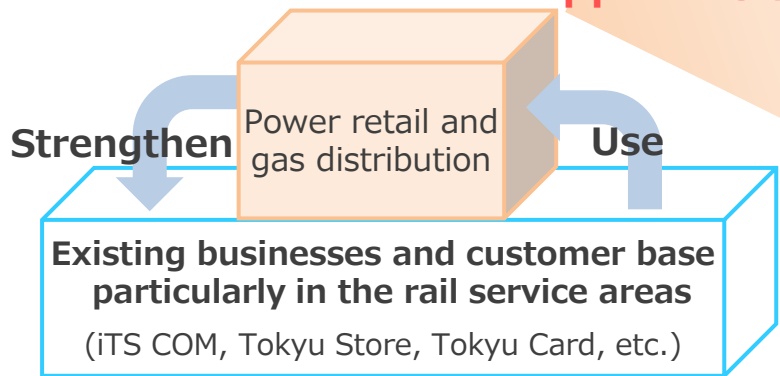 Strengthen
Power retail and
gas distribution
Use
Existing businesses and customer base
particularly in the rail service areas
(iTS COM, Tokyu Store, Tokyu Card, etc.)